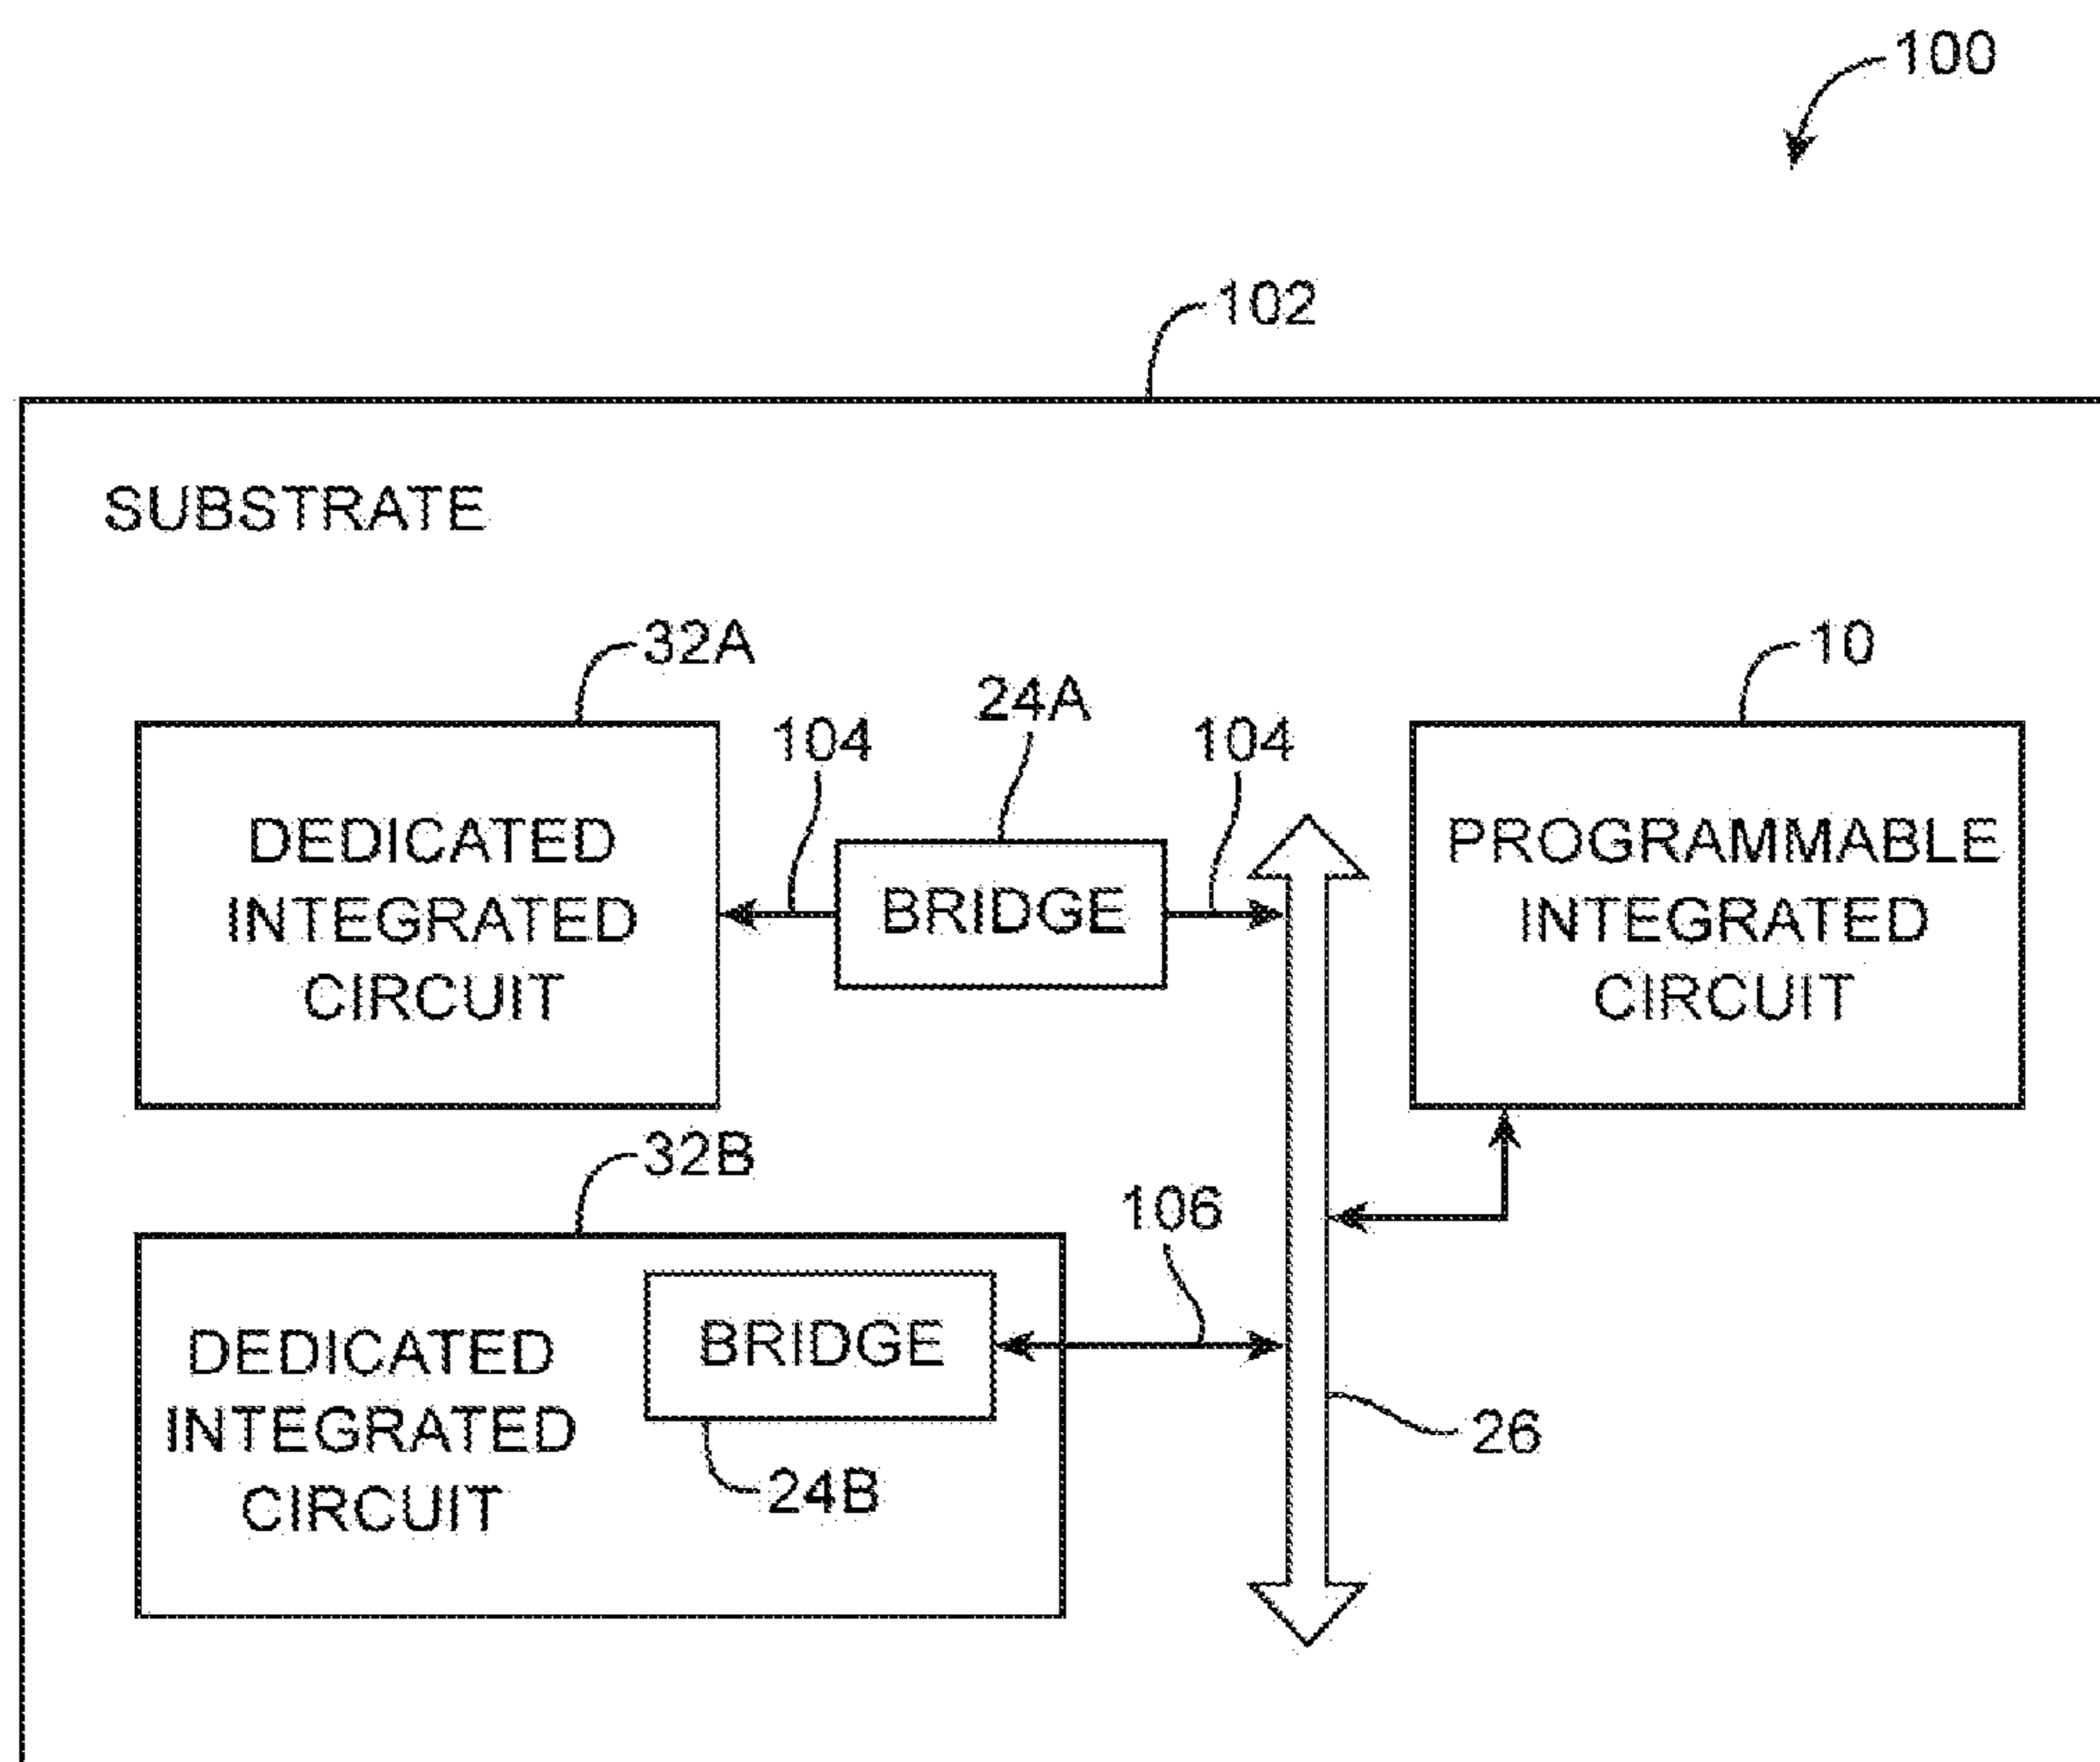 100
102
SUBSTRATE
32A
10
24A
104
104
DEDICATED
INTEGRATED
CIRCUIT
BRIDGE
PROGRAMMABLE
INTEGRATED
CIRCUIT
32B
106
BRIDGE
DEDICATED
INTEGRATED
CIRCUIT
24B
26